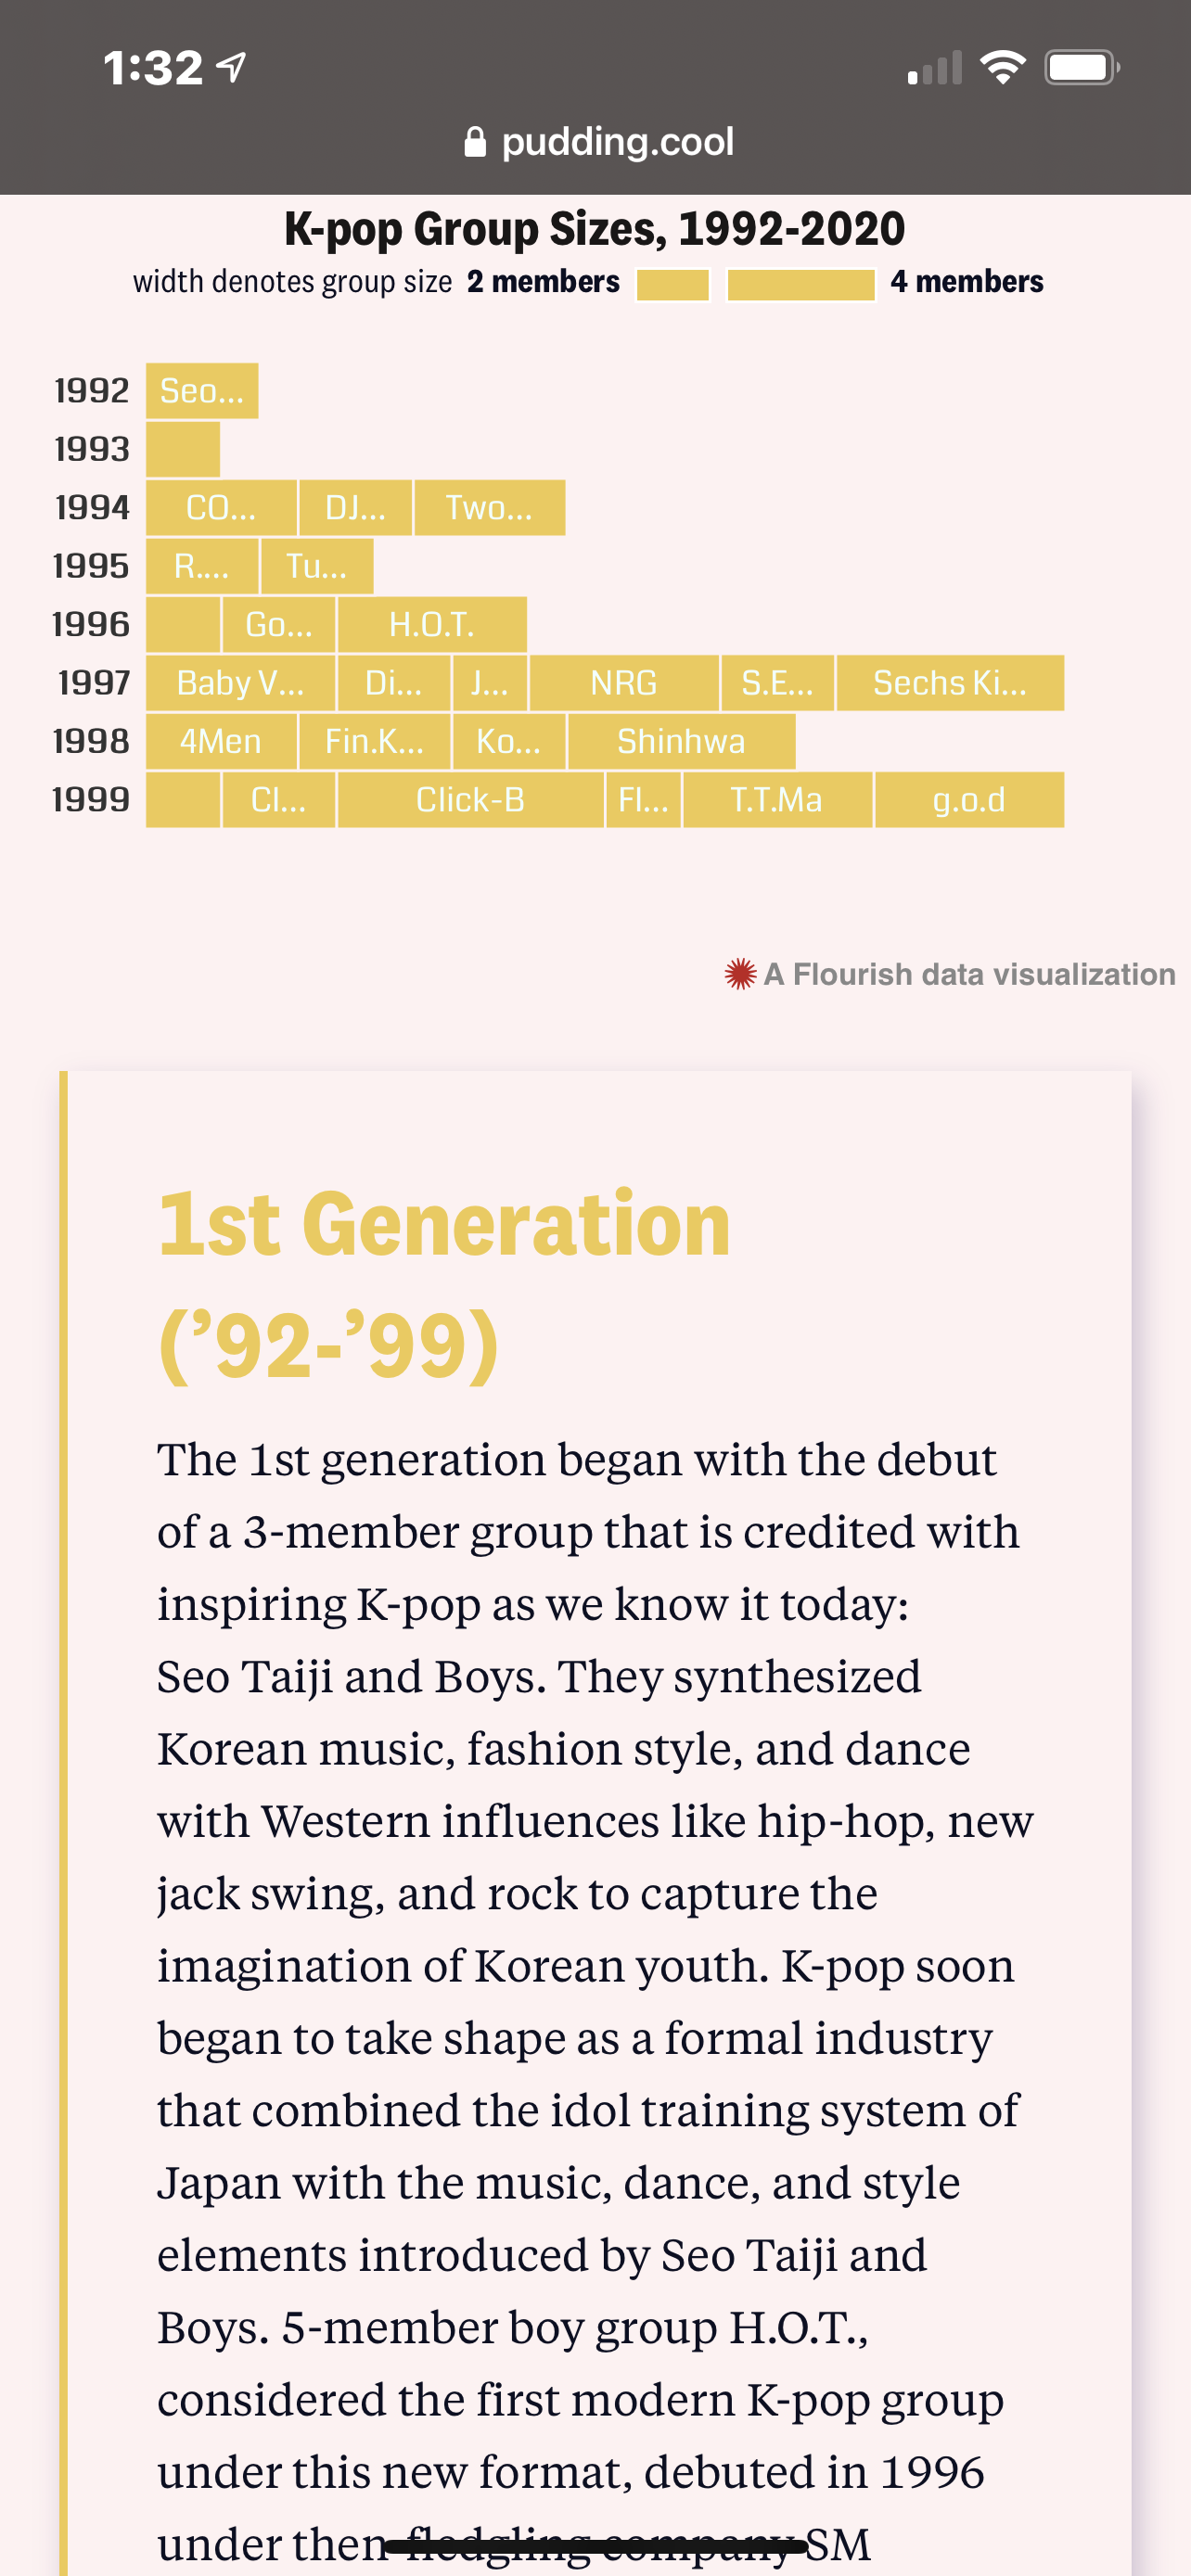 1:32
pudding.cool
K-pop Group Sizes, 1992-2020
width denotes group size 2 members 4 members
1992 Seo...
1993
1994 CO... DJ... Two...
1995 R.... Tu...
1996 Go... H.O.T.
1997 Baby V... Di... J... NRG S.E... Sechs Ki...
1998 4Men Fin.K... Ko... Shinhwa
1999 Cl... Click-B Fl... T.T.Ma g.o.d
A Flourish data visualization
1st Generation
(’92-’99)
The 1st generation began with the debut
of a 3-member group that is credited with
inspiring K-pop as we know it today:
Seo Taiji and Boys. They synthesized
Korean music, fashion style, and dance
with Western influences like hip-hop, new
jack swing, and rock to capture the
imagination of Korean youth. K-pop soon
began to take shape as a formal industry
that combined the idol training system of
Japan with the music, dance, and style
elements introduced by Seo Taiji and
Boys. 5-member boy group H.O.T.,
considered the first modern K-pop group
under this new format, debuted in 1996
under then-fledgling company SM